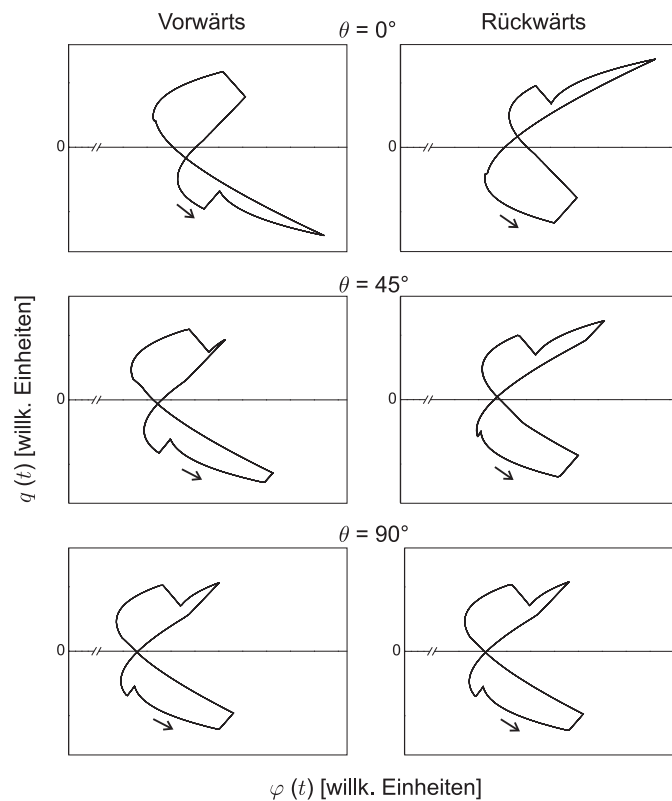 Vorwärts
Rückwärts
θ = 0°
0
0
θ = 45°
0
0
θ = 90°
0
0
q (t) [willk. Einheiten]
φ (t) [willk. Einheiten]